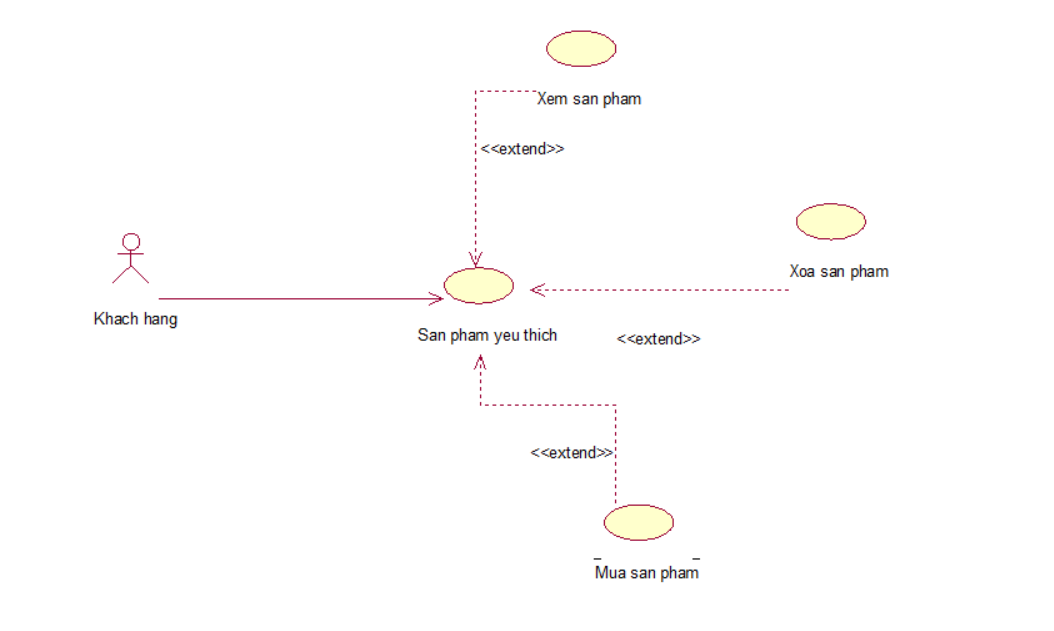 Xem san pham
<<extend>>
Xoa san pham
Khach hang
San pham yeu thich
<<extend>>
<<extend>>
Mua san pham